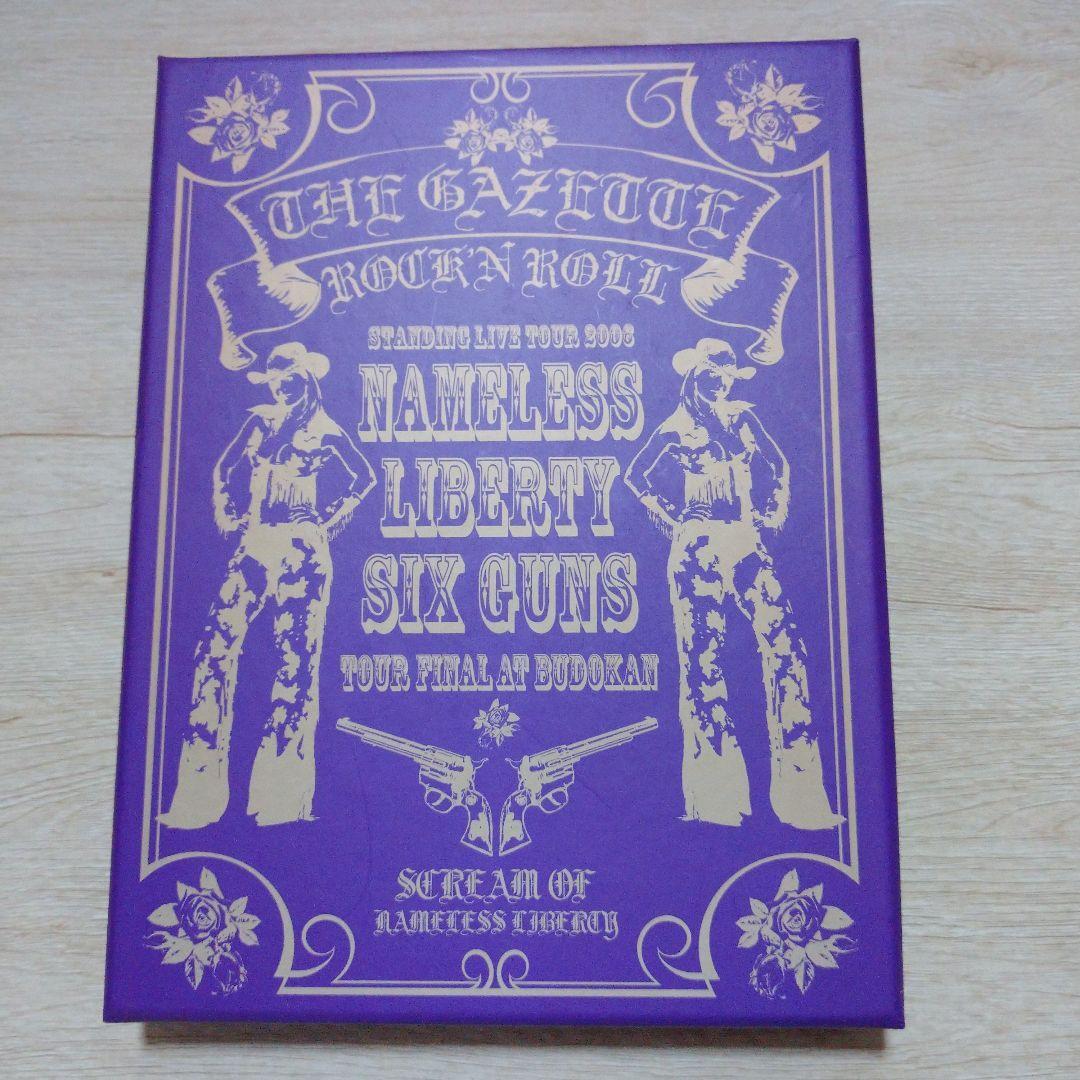 THE GAZETTE
ROCK'N ROLL
STANDING LIVE TOUR 2006
NAMELESS
LIBERTY
SIX GUNS
TOUR FINAL AT BUDOKAN
SCREAM OF
NAMELESS LIBERTY